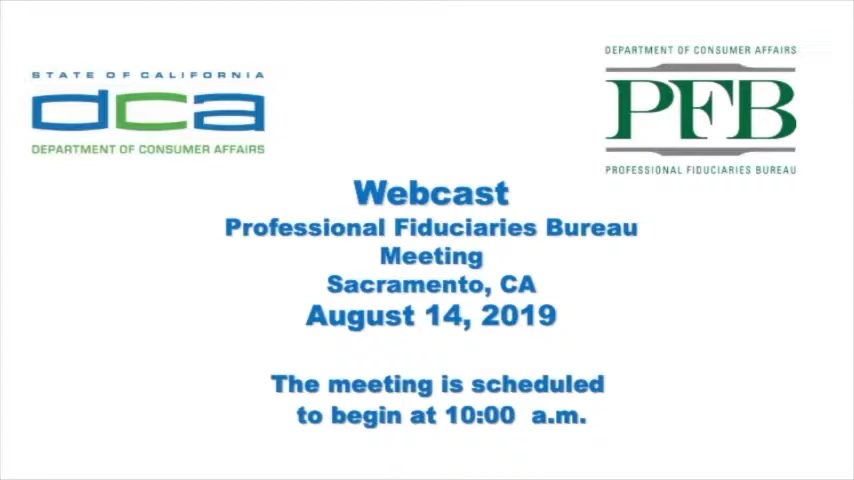 STATE OF CALIFORNIA
dca
DEPARTMENT OF CONSUMER AFFAIRS
DEPARTMENT OF CONSUMER AFFAIRS
PFB
PROFESSIONAL FIDUCIARIES BUREAU
Webcast
Professional Fiduciaries Bureau
Meeting
Sacramento, CA
August 14, 2019
The meeting is scheduled
to begin at 10:00 a.m.